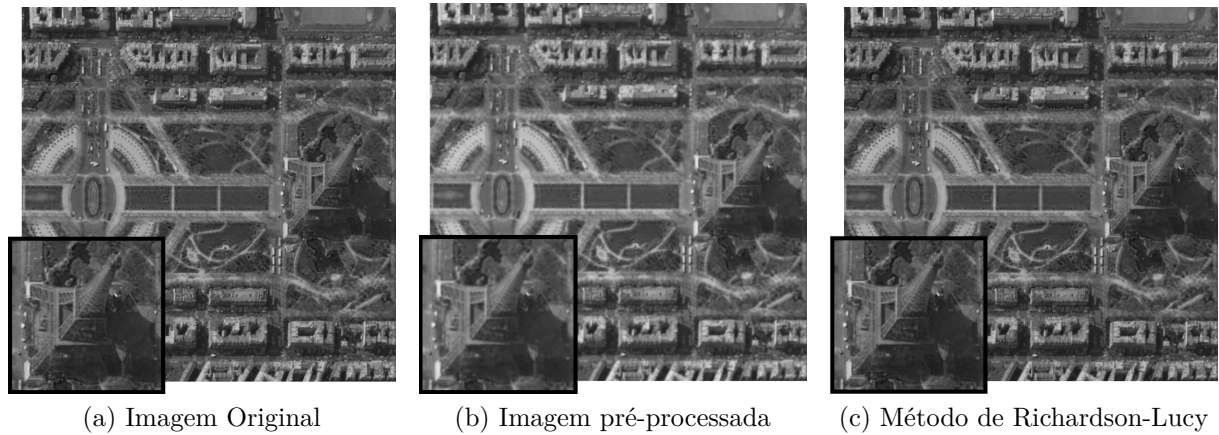 (a) Imagem Original
(b) Imagem pré-processada
(c) Método de Richardson-Lucy